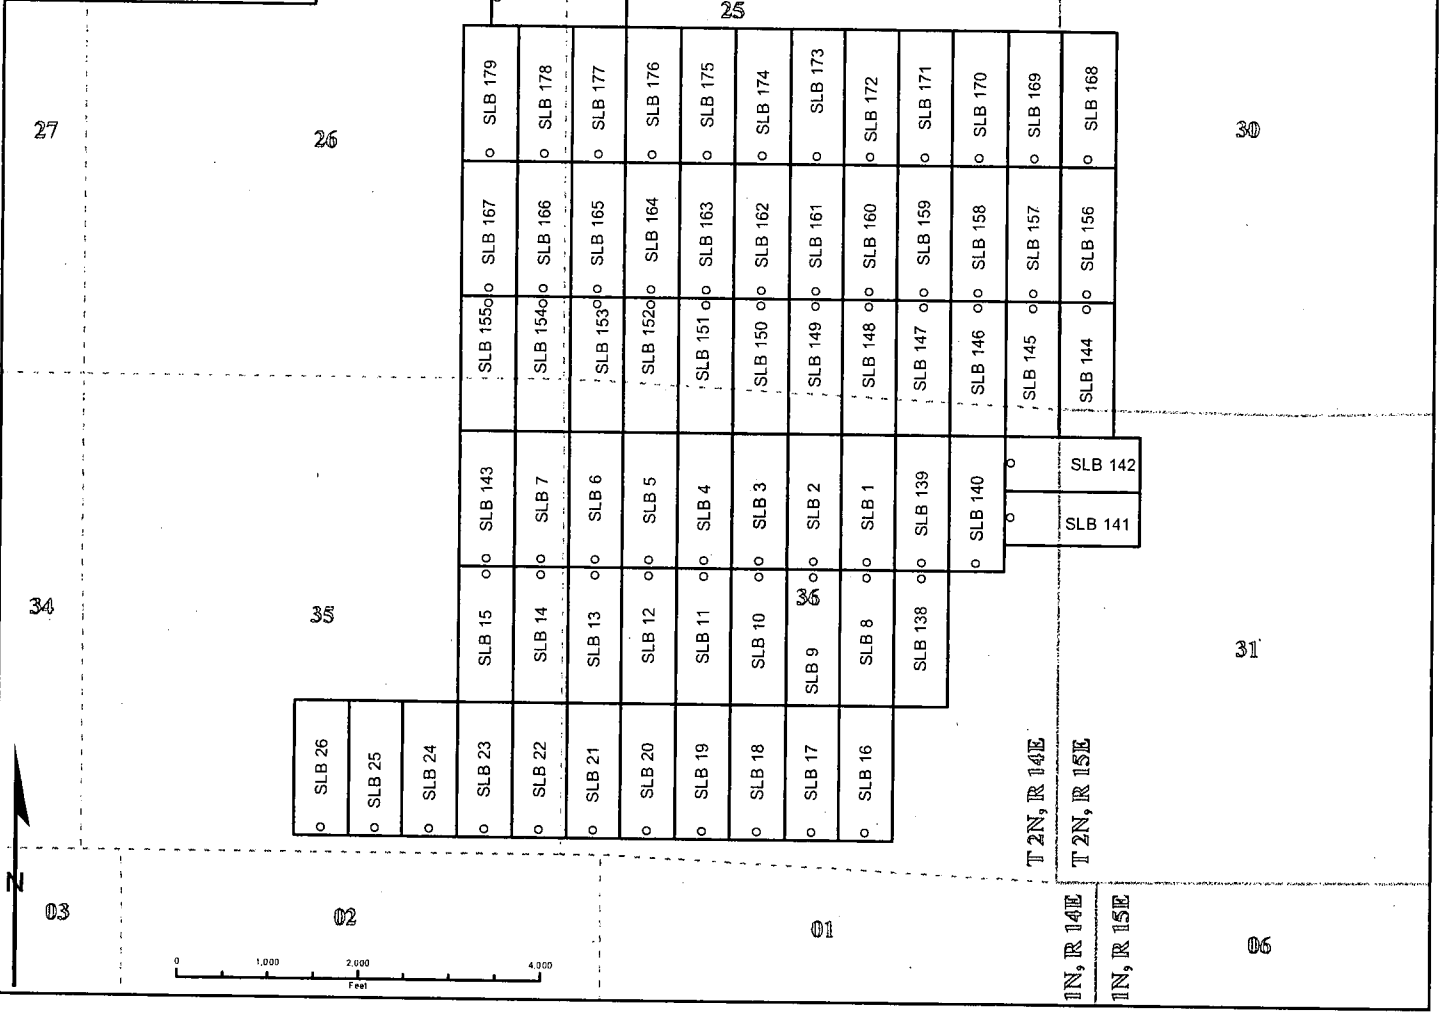 25
SLB 179
SLB 178
SLB 177
SLB 176
SLB 175
SLB 174
SLB 173
SLB 172
SLB 171
SLB 170
SLB 169
SLB 168
27
26
30
SLB 167
SLB 166
SLB 165
SLB 164
SLB 163
SLB 162
SLB 161
SLB 160
SLB 159
SLB 158
SLB 157
SLB 156
SLB 155
SLB 154
SLB 153
SLB 152
SLB 151
SLB 150
SLB 149
SLB 148
SLB 147
SLB 146
SLB 145
SLB 144
SLB 143
SLB 7
SLB 6
SLB 5
SLB 4
SLB 3
SLB 2
SLB 1
SLB 139
SLB 140
SLB 142
SLB 141
34
35
36
31
SLB 15
SLB 14
SLB 13
SLB 12
SLB 11
SLB 10
SLB 9
SLB 8
SLB 138
SLB 26
SLB 25
SLB 24
SLB 23
SLB 22
SLB 21
SLB 20
SLB 19
SLB 18
SLB 17
SLB 16
T 2N, R 14E
T 2N, R 15E
N
03
02
01
06
1N, R 14E
1N, R 15E
0 1,000 2,000 4,000
Feet